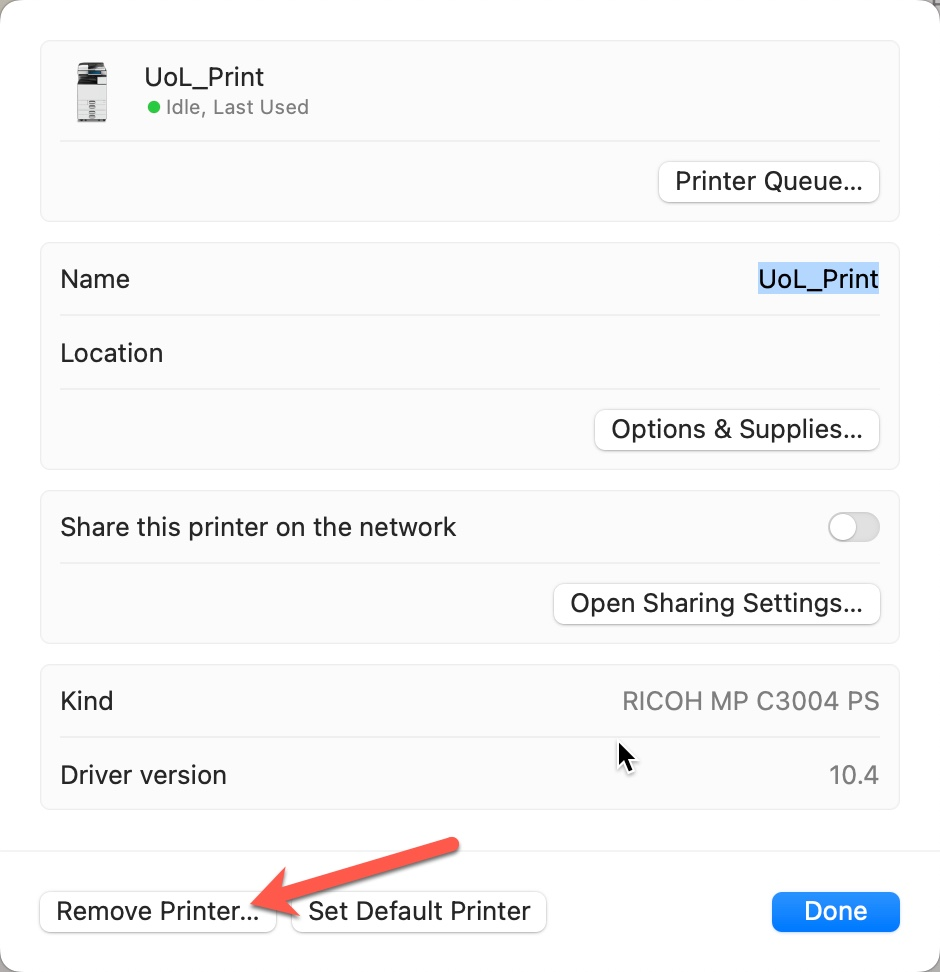 UoL_Print
Idle, Last Used
Printer Queue...
Name UoL_Print
Location
Options & Supplies...
Share this printer on the network
Open Sharing Settings...
Kind RICOH MP C3004 PS
Driver version 10.4
Remove Printer... Set Default Printer Done